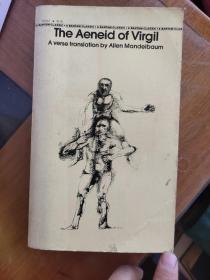 The Aeneid of Virgil
A verse translation by Allen Mandelbaum